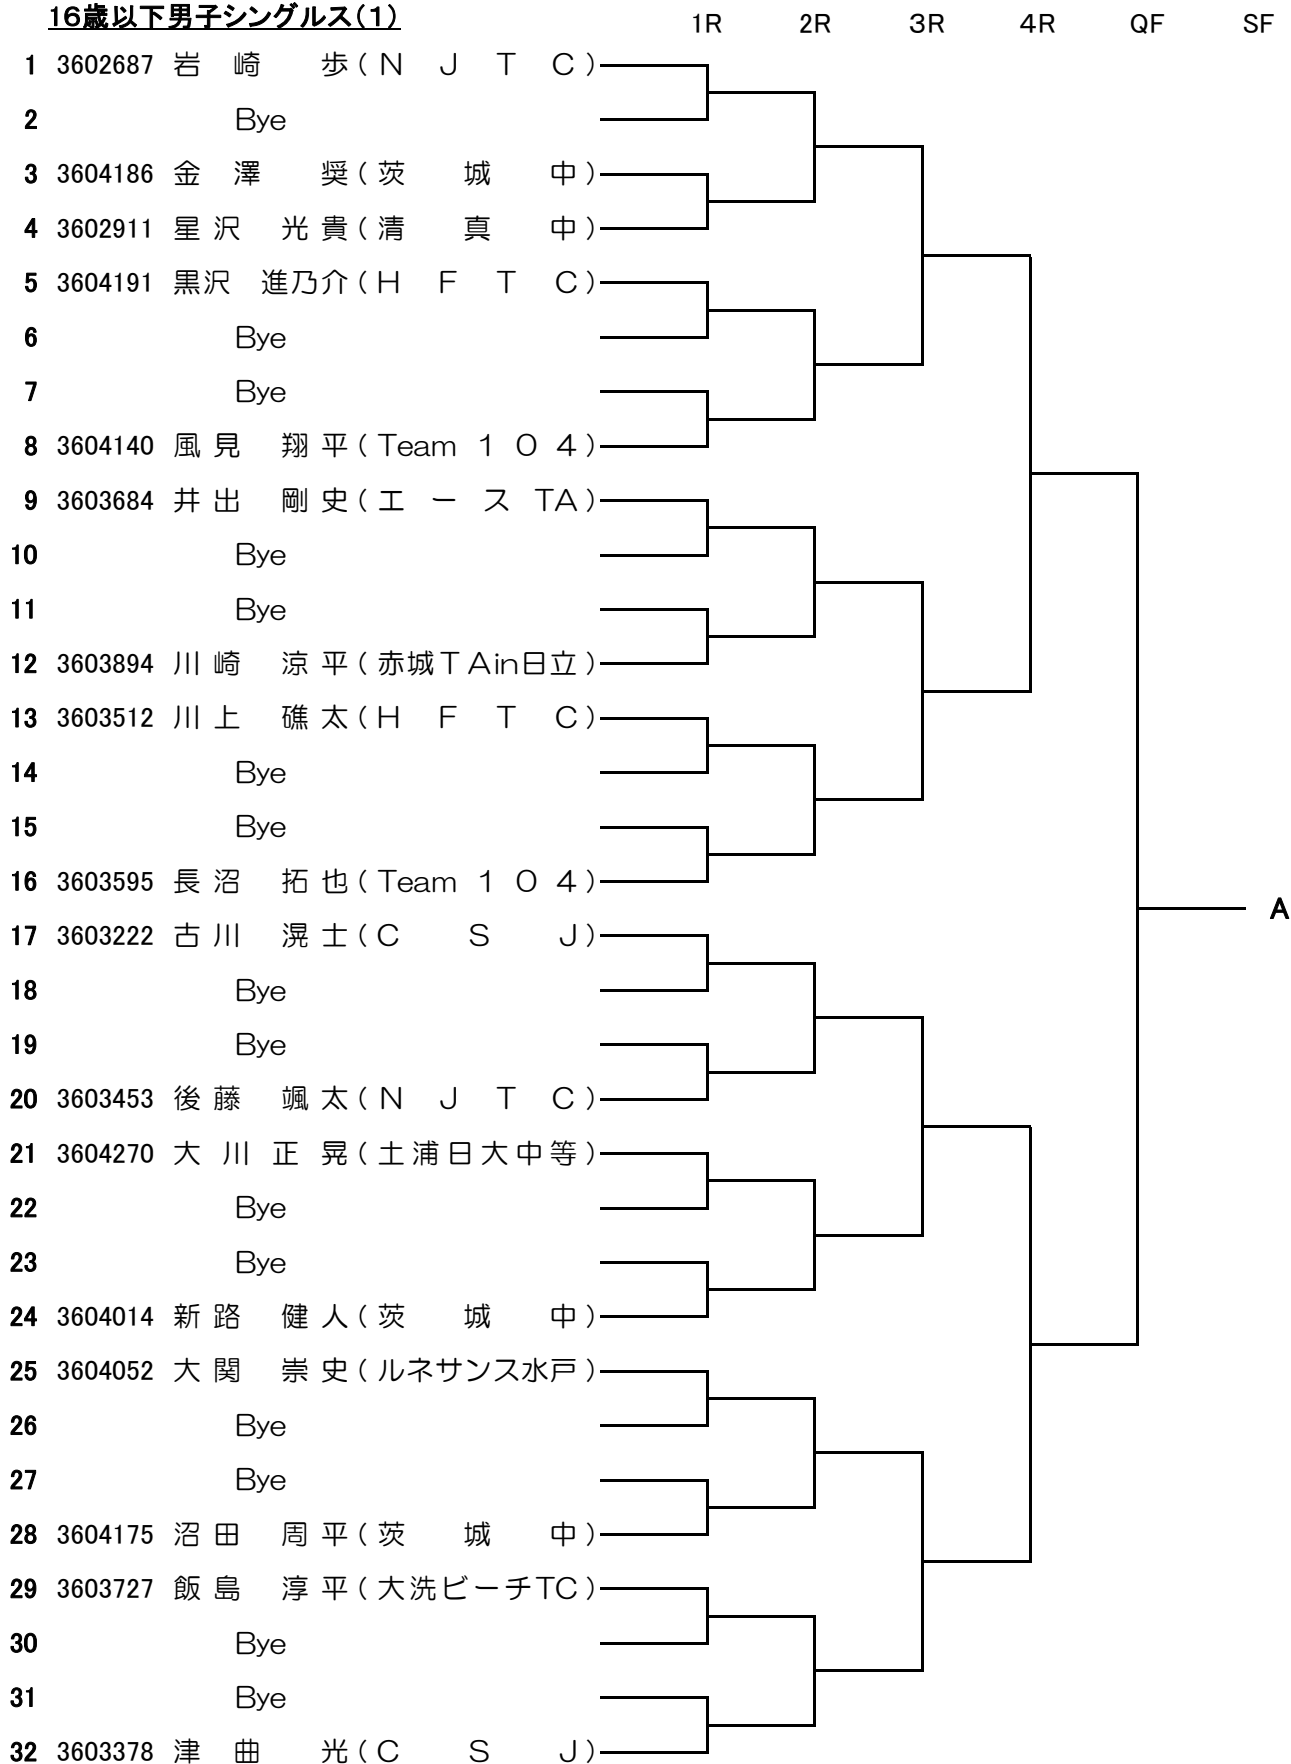 16歳以下男子シングルス(1) 1R 2R 3R 4R QF SF
1 3602687 岩崎 歩(NJTC)
2 Bye
3 3604186 金澤 奨(茨城中)
4 3602911 星沢 光貴(清真中)
5 3604191 黒沢 進乃介(HFTC)
6 Bye
7 Bye
8 3604140 風見 翔平(Team 104)
9 3603684 井出 剛史(エースTA)
10 Bye
11 Bye
12 3603894 川崎 涼平(赤城TAin日立)
13 3603512 川上 礁太(HFTC)
14 Bye
15 Bye
16 3603595 長沼 拓也(Team 104)
A
17 3603222 古川 滉士(CSJ)
18 Bye
19 Bye
20 3603453 後藤 颯太(NJTC)
21 3604270 大川 正晃(土浦日大中等)
22 Bye
23 Bye
24 3604014 新路 健人(茨城中)
25 3604052 大関 崇史(ルネサンス水戸)
26 Bye
27 Bye
28 3604175 沼田 周平(茨城中)
29 3603727 飯島 淳平(大洗ビーチTC)
30 Bye
31 Bye
32 3603378 津曲 光(CSJ)